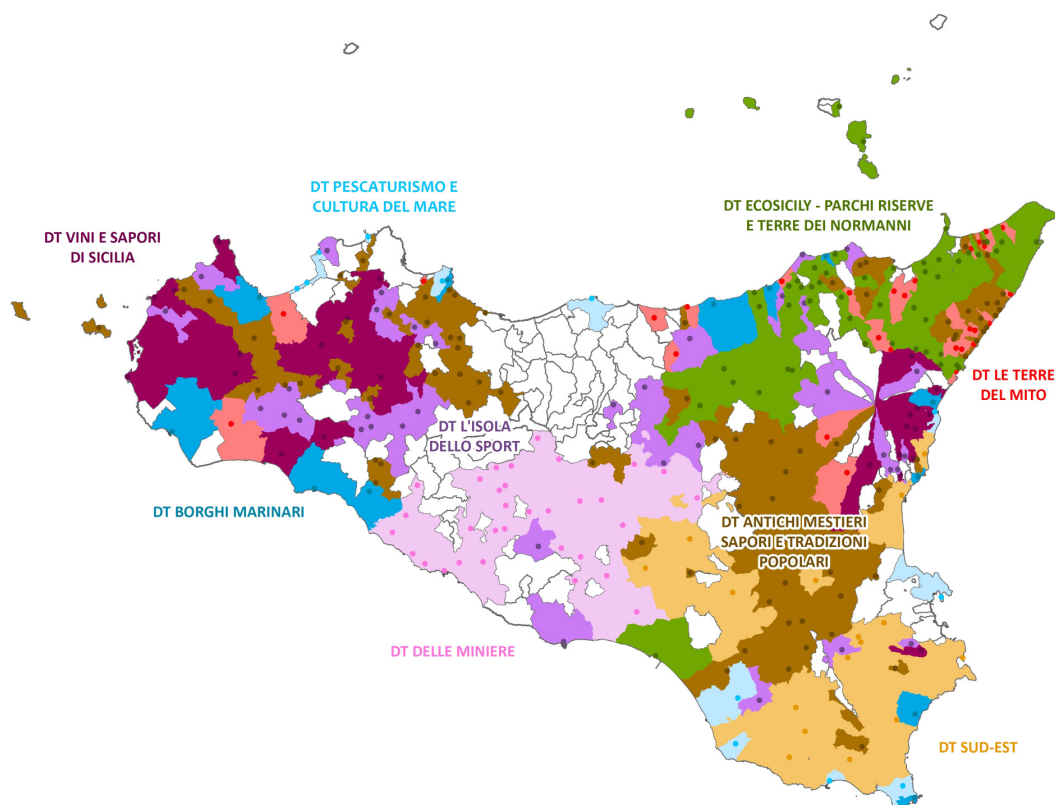 DT PESCATURISMO E
CULTURA DEL MARE
DT ECOSICILY - PARCHI RISERVE
E TERRE DEI NORMANNI
DT VINI E SAPORI
DI SICILIA
DT LE TERRE
DEL MITO
DT L'ISOLA
DELLO SPORT
DT BORGHI MARINARI
DT ANTICHI MESTIERI
SAPORI E TRADIZIONI
POPOLARI
DT DELLE MINIERE
DT SUD-EST